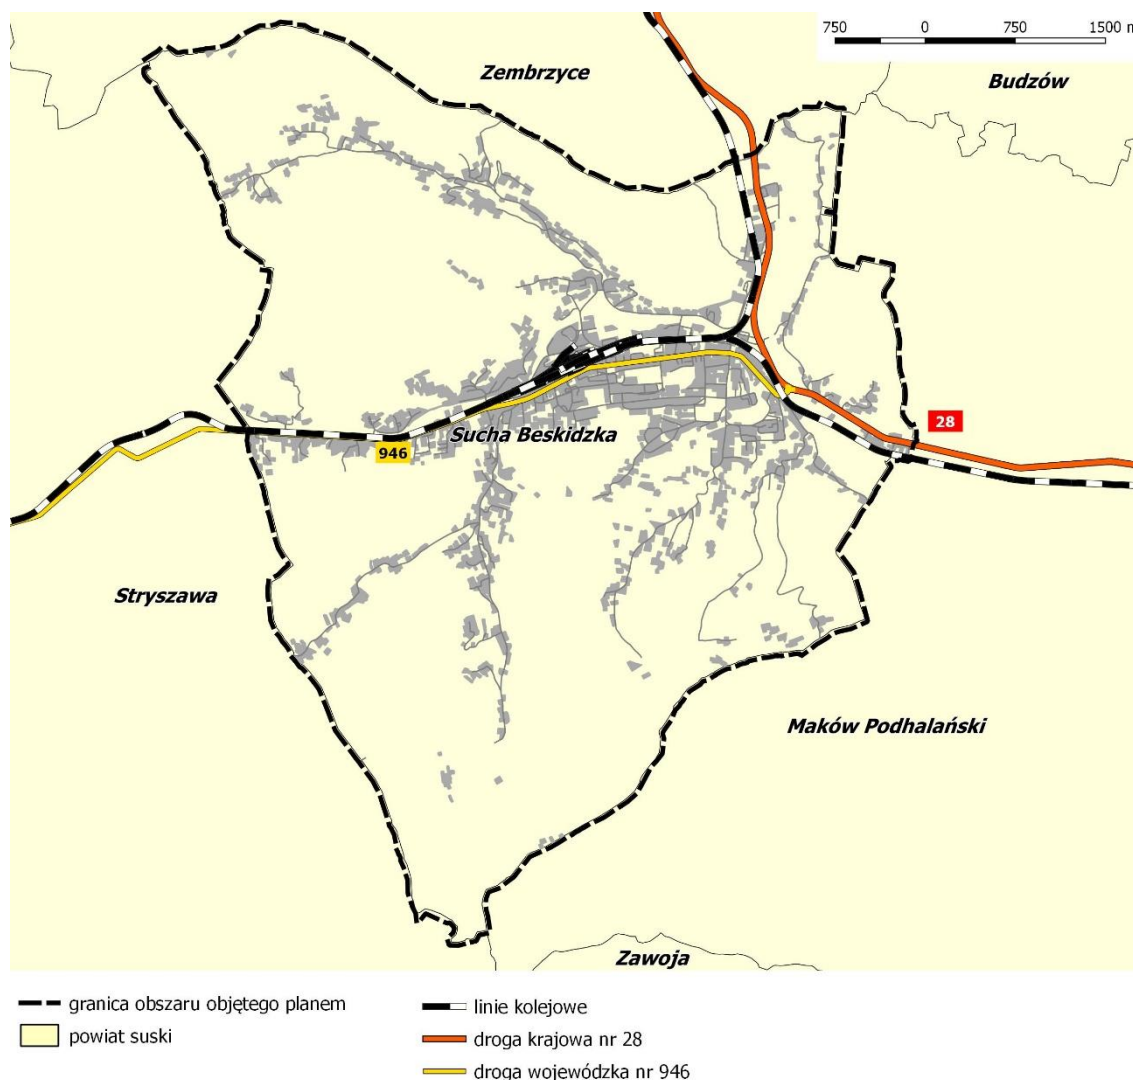 750 0 750 1500 m
Zembrzyce
Budzów
28
Sucha Beskidzka
946
Stryszawa
Maków Podhalański
Zawoja
granica obszaru objętego planem
linie kolejowe
powiat suski
droga krajowa nr 28
droga wojewódzka nr 946